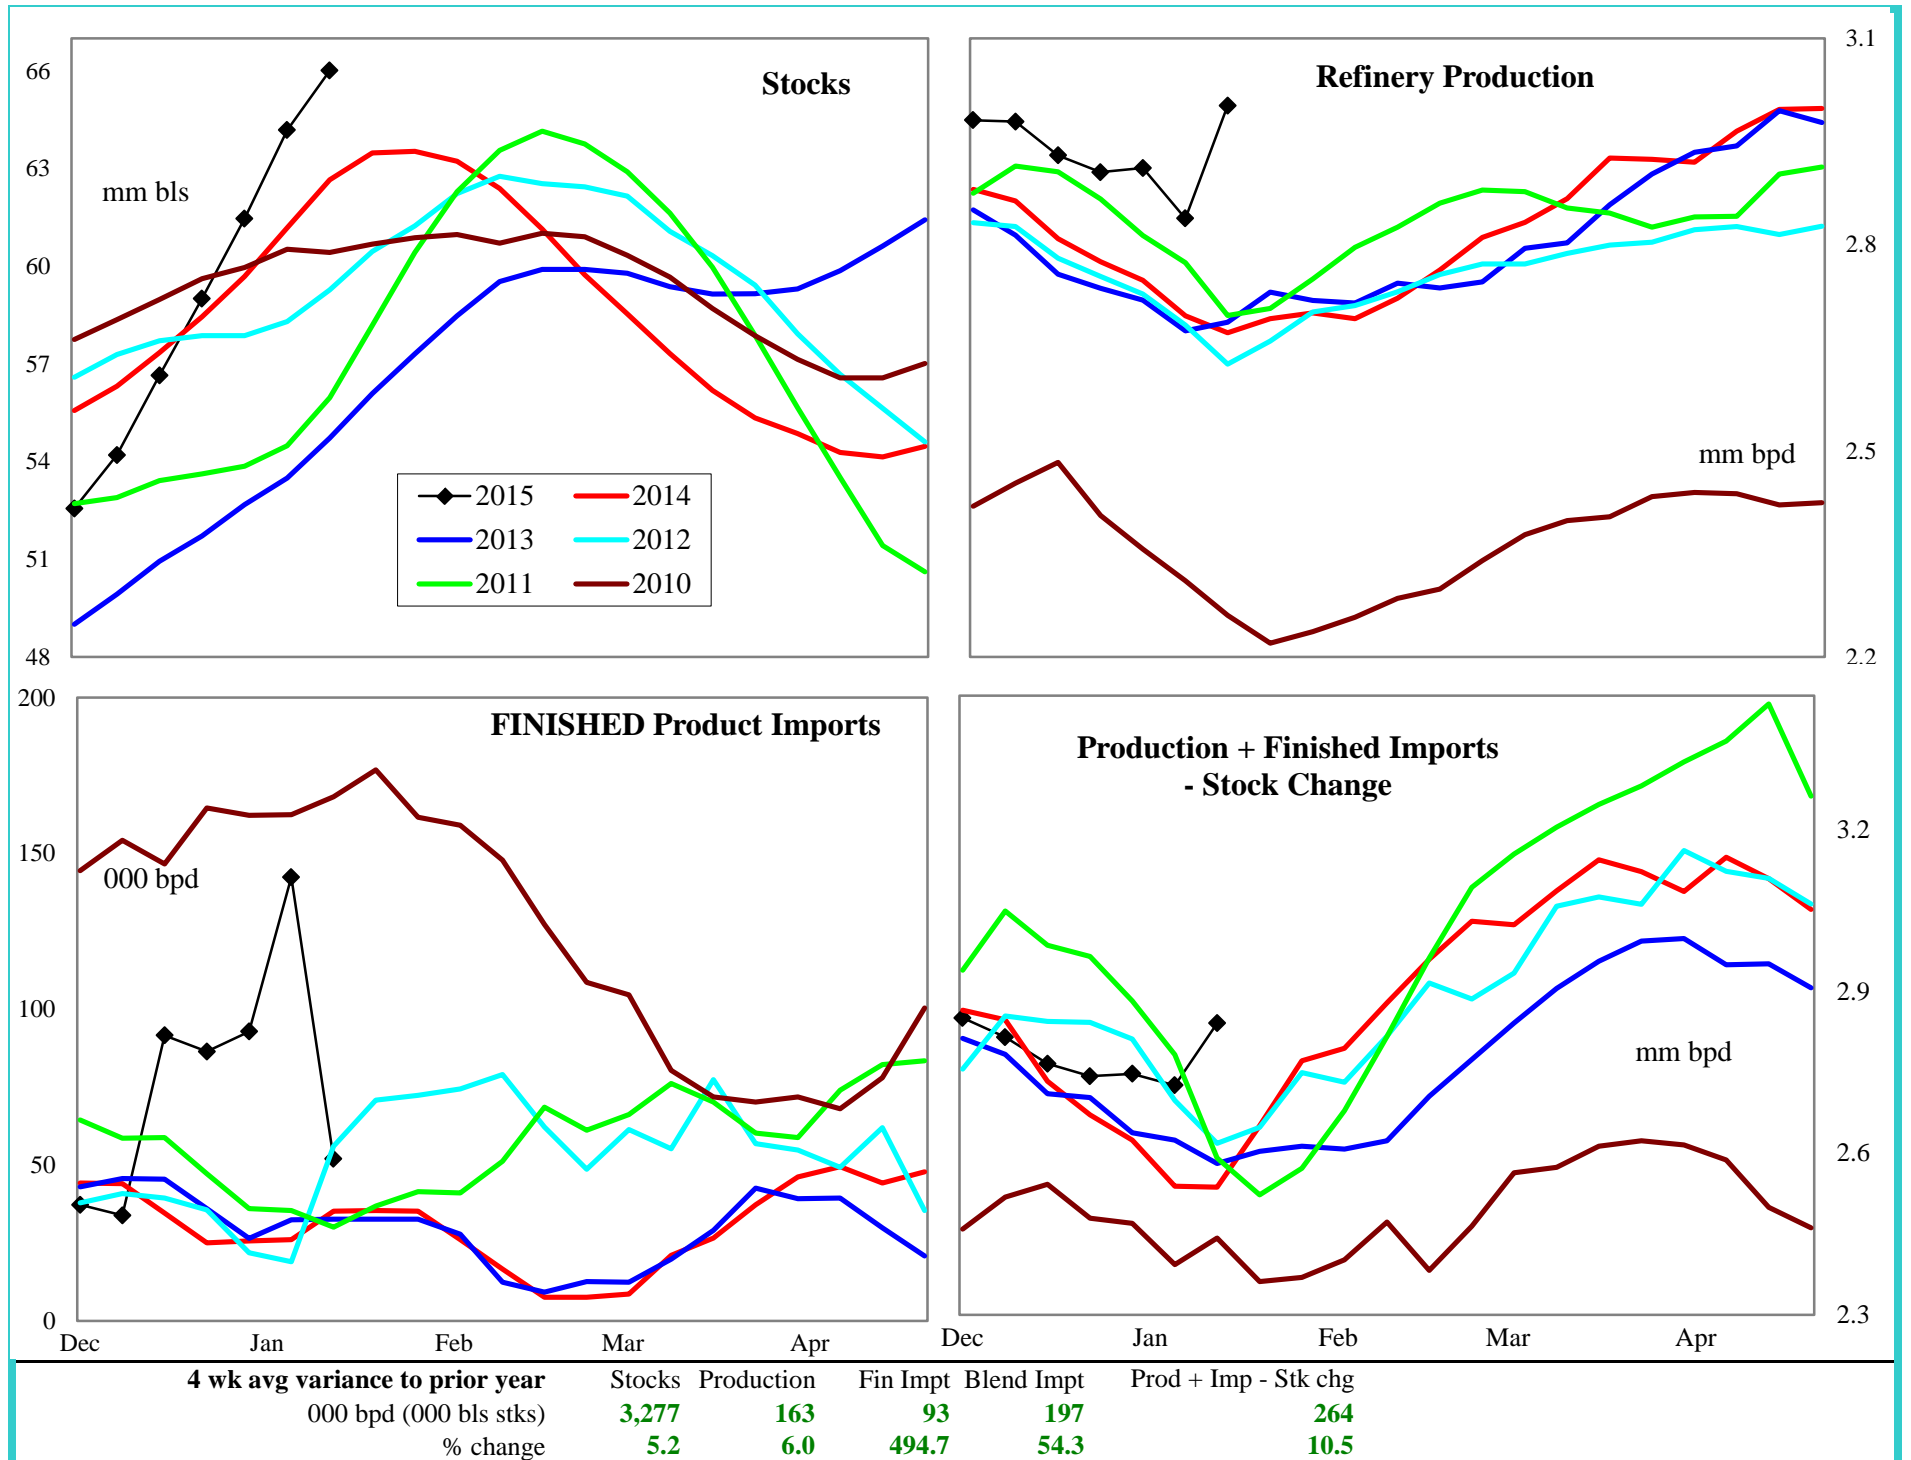 Stocks
mm bls
66
63
60
57
54
51
48
2015
2014
2013
2012
2011
2010
Refinery Production
mm bpd
3.1
2.8
2.5
2.2
FINISHED Product Imports
000 bpd
200
150
100
50
0
Dec Jan Feb Mar Apr
Production + Finished Imports
- Stock Change
mm bpd
3.2
2.9
2.6
2.3
Dec Jan Feb Mar Apr
4 wk avg variance to prior year Stocks Production Fin Impt Blend Impt Prod + Imp - Stk chg
000 bpd (000 bls stks) 3,277 163 93 197 264
% change 5.2 6.0 494.7 54.3 10.5